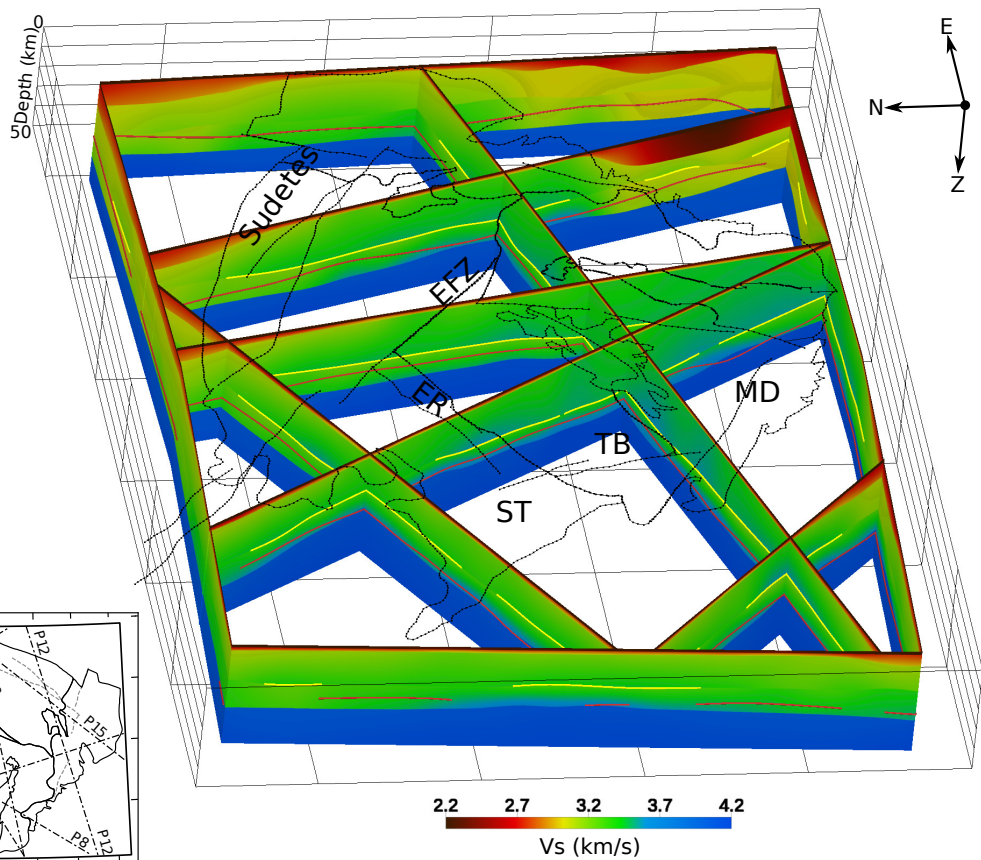 0
Depth (km)
50
E
N
Z
Sudetes
EFZ
ER
MD
TB
ST
P12
P15
P8
P12
2.2 2.7 3.2 3.7 4.2
Vs (km/s)